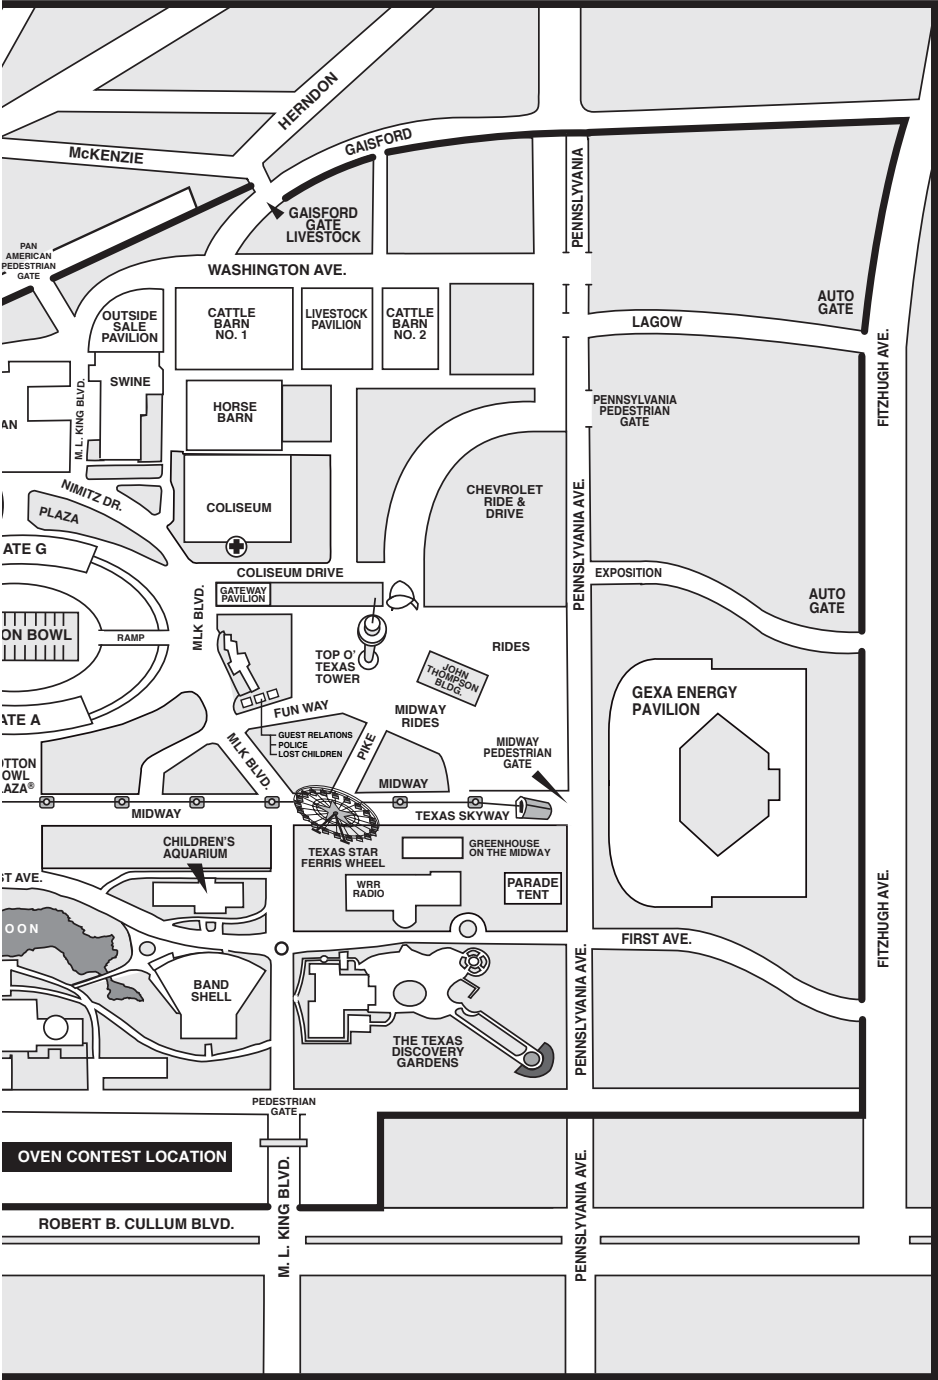 HERNDON
GAISFORD
McKENZIE
PENNSYLVANIA
GAISFORD
GATE
LIVESTOCK
PAN
AMERICAN
PEDESTRIAN
GATE
WASHINGTON AVE.
AUTO
GATE
OUTSIDE
SALE
PAVILION
CATTLE
BARN
NO. 1
LIVESTOCK
PAVILION
CATTLE
BARN
NO. 2
LAGOW
FITZHUGH AVE.
SWINE
M. L. KING BLVD.
HORSE
BARN
PENNSYLVANIA
PEDESTRIAN
GATE
AN
NIMITZ DR.
PLAZA
COLISEUM
CHEVROLET
RIDE &
DRIVE
PENNSYLVANIA AVE.
ATE G
COLISEUM DRIVE
EXPOSITION
GATEWAY
PAVILION
MLK BLVD.
AUTO
GATE
ON BOWL
RAMP
TOP O'
TEXAS
TOWER
RIDES
JOHN
THOMPSON
BLDG.
GEXA ENERGY
PAVILION
ATE A
FUN WAY
MIDWAY
RIDES
GUEST RELATIONS
POLICE
LOST CHILDREN
MLK BLVD.
PIKE
MIDWAY
PEDESTRIAN
GATE
OTTON
OWL
AZA®
MIDWAY
MIDWAY
TEXAS SKYWAY
CHILDREN'S
AQUARIUM
TEXAS STAR
FERRIS WHEEL
GREENHOUSE
ON THE MIDWAY
ST AVE.
WRR
RADIO
PARADE
TENT
FITZHUGH AVE.
OON
FIRST AVE.
BAND
SHELL
PENNSYLVANIA AVE.
THE TEXAS
DISCOVERY
GARDENS
PEDESTRIAN
GATE
OVEN CONTEST LOCATION
M. L. KING BLVD.
PENNSYLVANIA AVE.
ROBERT B. CULLUM BLVD.